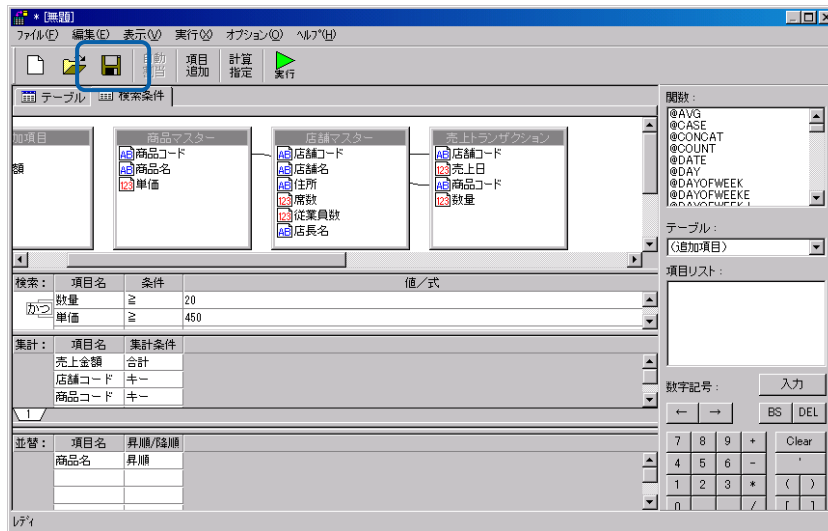 * [無題]
ファイル(F) 編集(E) 表示(V) 実行(X) オプション(O) ヘルプ(H)
自動割当 項目追加 計算指定 実行
テーブル 検索条件
関数：
@AVG
@CASE
@CONCAT
@COUNT
@DATE
@DAY
@DAYOFWEEK
@DAYOFWEEKE
加項目 商品マスター 店舗マスター 売上トランザクション
額
商品コード
商品名
単価
店舗コード
店舗名
住所
席数
従業員数
店長名
店舗コード
売上日
商品コード
数量
テーブル：
(追加項目)
項目リスト：
検索： 項目名 条件 値／式
かつ
数量 ≧ 20
単価 ≧ 450
集計： 項目名 集計条件
売上金額 合計
店舗コード キー
商品コード キー
1
並替： 項目名 昇順/降順
商品名 昇順
数字記号： 入力
← → BS DEL
7 8 9 + Clear
4 5 6 - '
1 2 3 * ( )
0 / [ ]
レディ